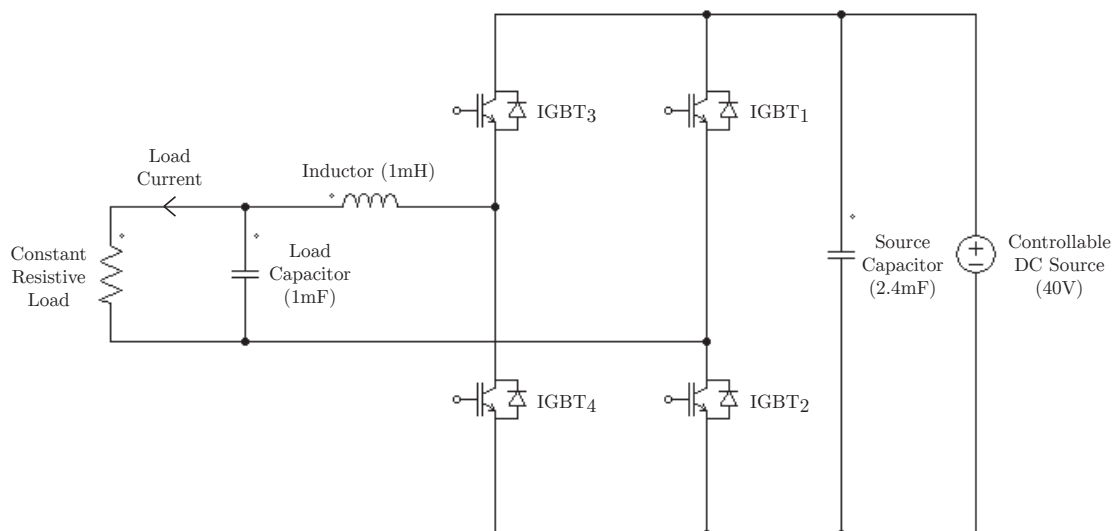 IGBT3
IGBT1
Load
Current
Inductor (1mH)
Constant
Resistive
Load
Load
Capacitor
(1mF)
Source
Capacitor
(2.4mF)
Controllable
DC Source
(40V)
IGBT4
IGBT2